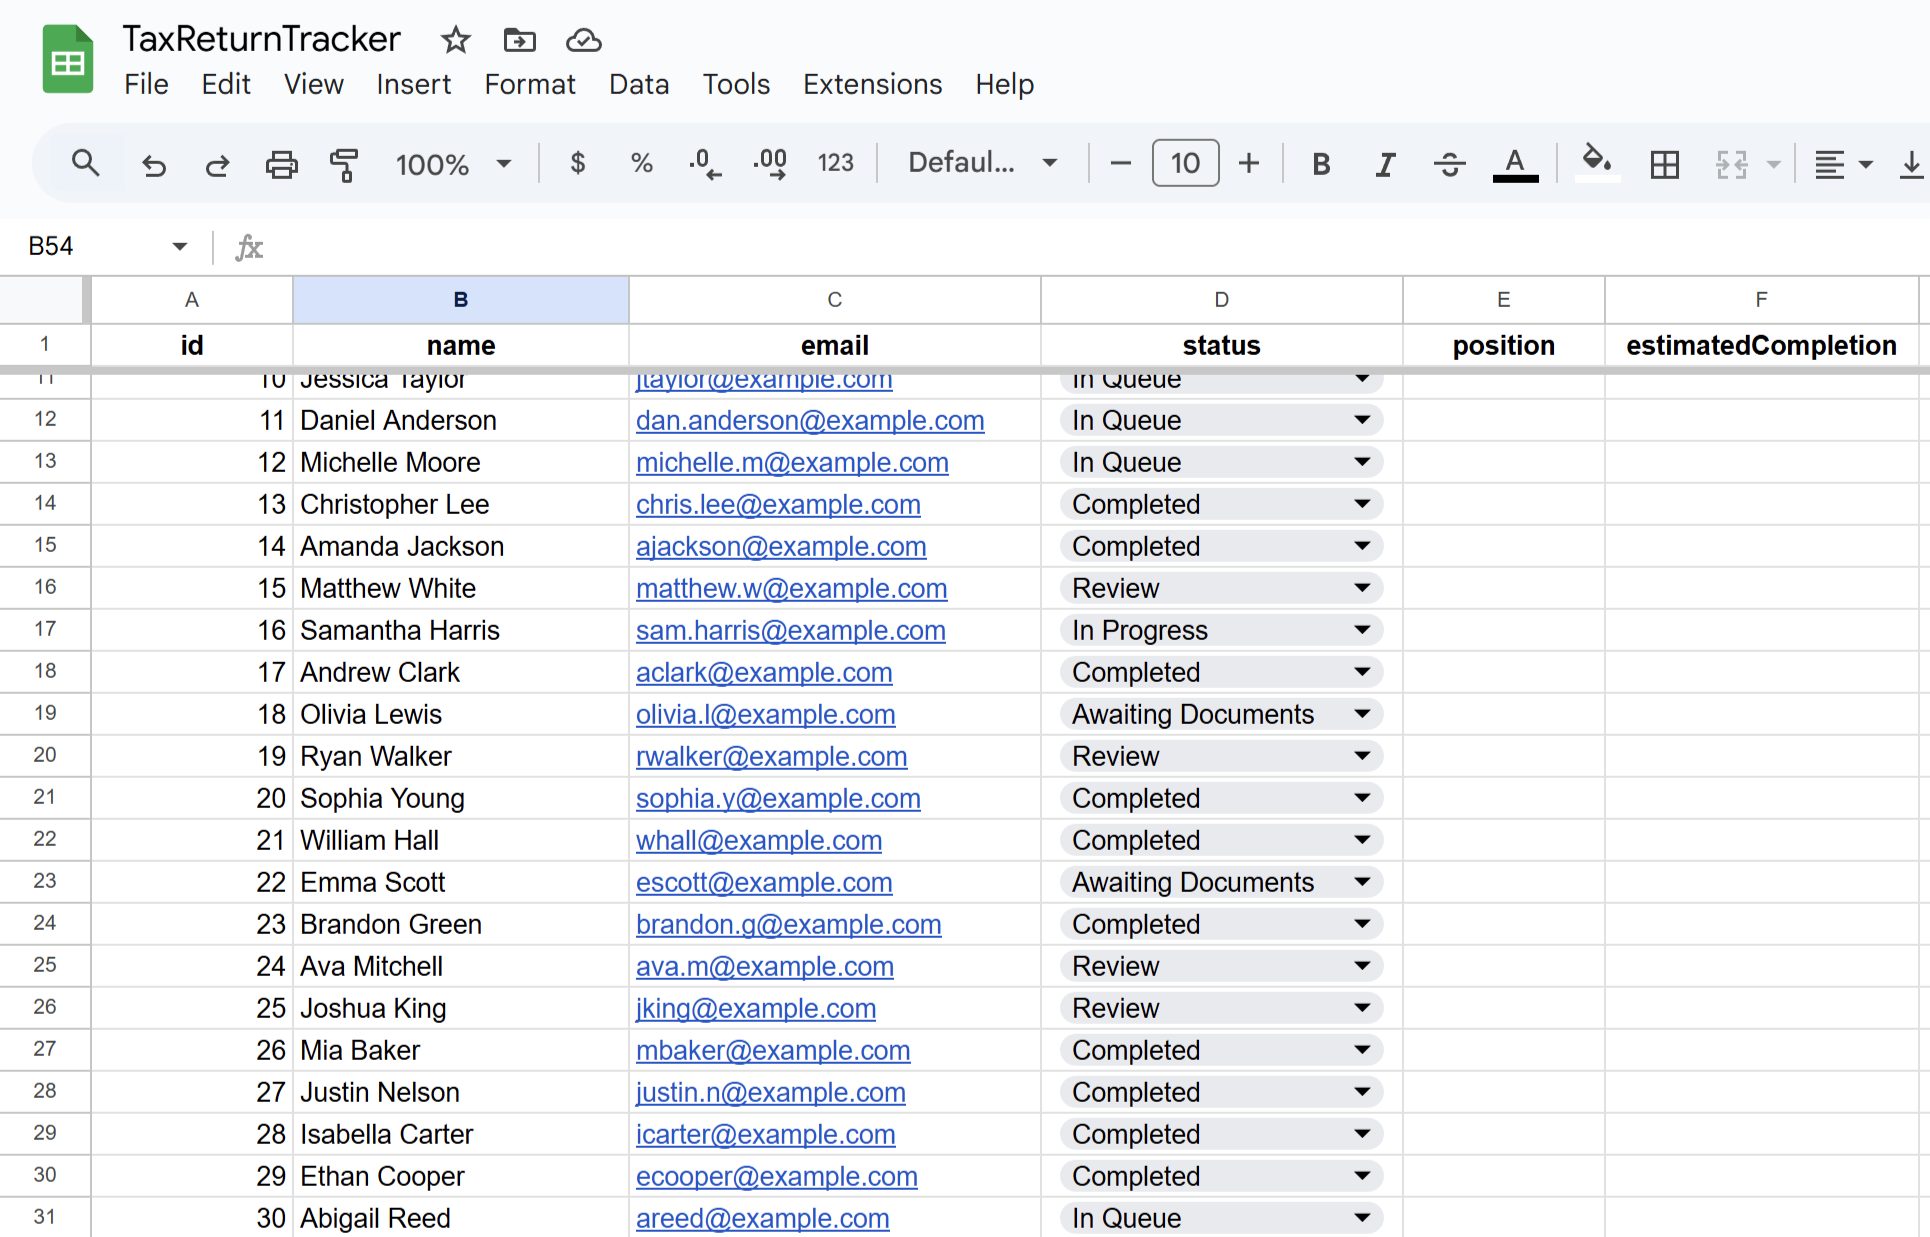 TaxReturnTracker
File Edit View Insert Format Data Tools Extensions Help
100% $ % .0 .00 123 Defaul... 10 B I S A
B54 fx
A B C D E F
1 id name email status position estimatedCompletion
11 10 Jessica Taylor jtaylor@example.com In Queue
12 11 Daniel Anderson dan.anderson@example.com In Queue
13 12 Michelle Moore michelle.m@example.com In Queue
14 13 Christopher Lee chris.lee@example.com Completed
15 14 Amanda Jackson ajackson@example.com Completed
16 15 Matthew White matthew.w@example.com Review
17 16 Samantha Harris sam.harris@example.com In Progress
18 17 Andrew Clark aclark@example.com Completed
19 18 Olivia Lewis olivia.l@example.com Awaiting Documents
20 19 Ryan Walker rwalker@example.com Review
21 20 Sophia Young sophia.y@example.com Completed
22 21 William Hall whall@example.com Completed
23 22 Emma Scott escott@example.com Awaiting Documents
24 23 Brandon Green brandon.g@example.com Completed
25 24 Ava Mitchell ava.m@example.com Review
26 25 Joshua King jking@example.com Review
27 26 Mia Baker mbaker@example.com Completed
28 27 Justin Nelson justin.n@example.com Completed
29 28 Isabella Carter icarter@example.com Completed
30 29 Ethan Cooper ecooper@example.com Completed
31 30 Abigail Reed areed@example.com In Queue